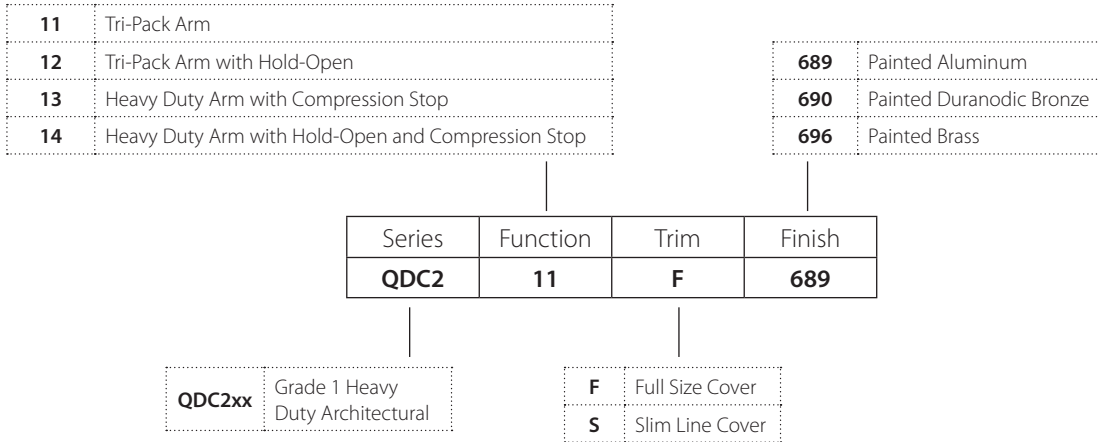 11 Tri-Pack Arm
12 Tri-Pack Arm with Hold-Open
13 Heavy Duty Arm with Compression Stop
14 Heavy Duty Arm with Hold-Open and Compression Stop
689 Painted Aluminum
690 Painted Duranodic Bronze
696 Painted Brass
Series Function Trim Finish
QDC2 11 F 689
QDC2xx Grade 1 Heavy
Duty Architectural
F Full Size Cover
S Slim Line Cover